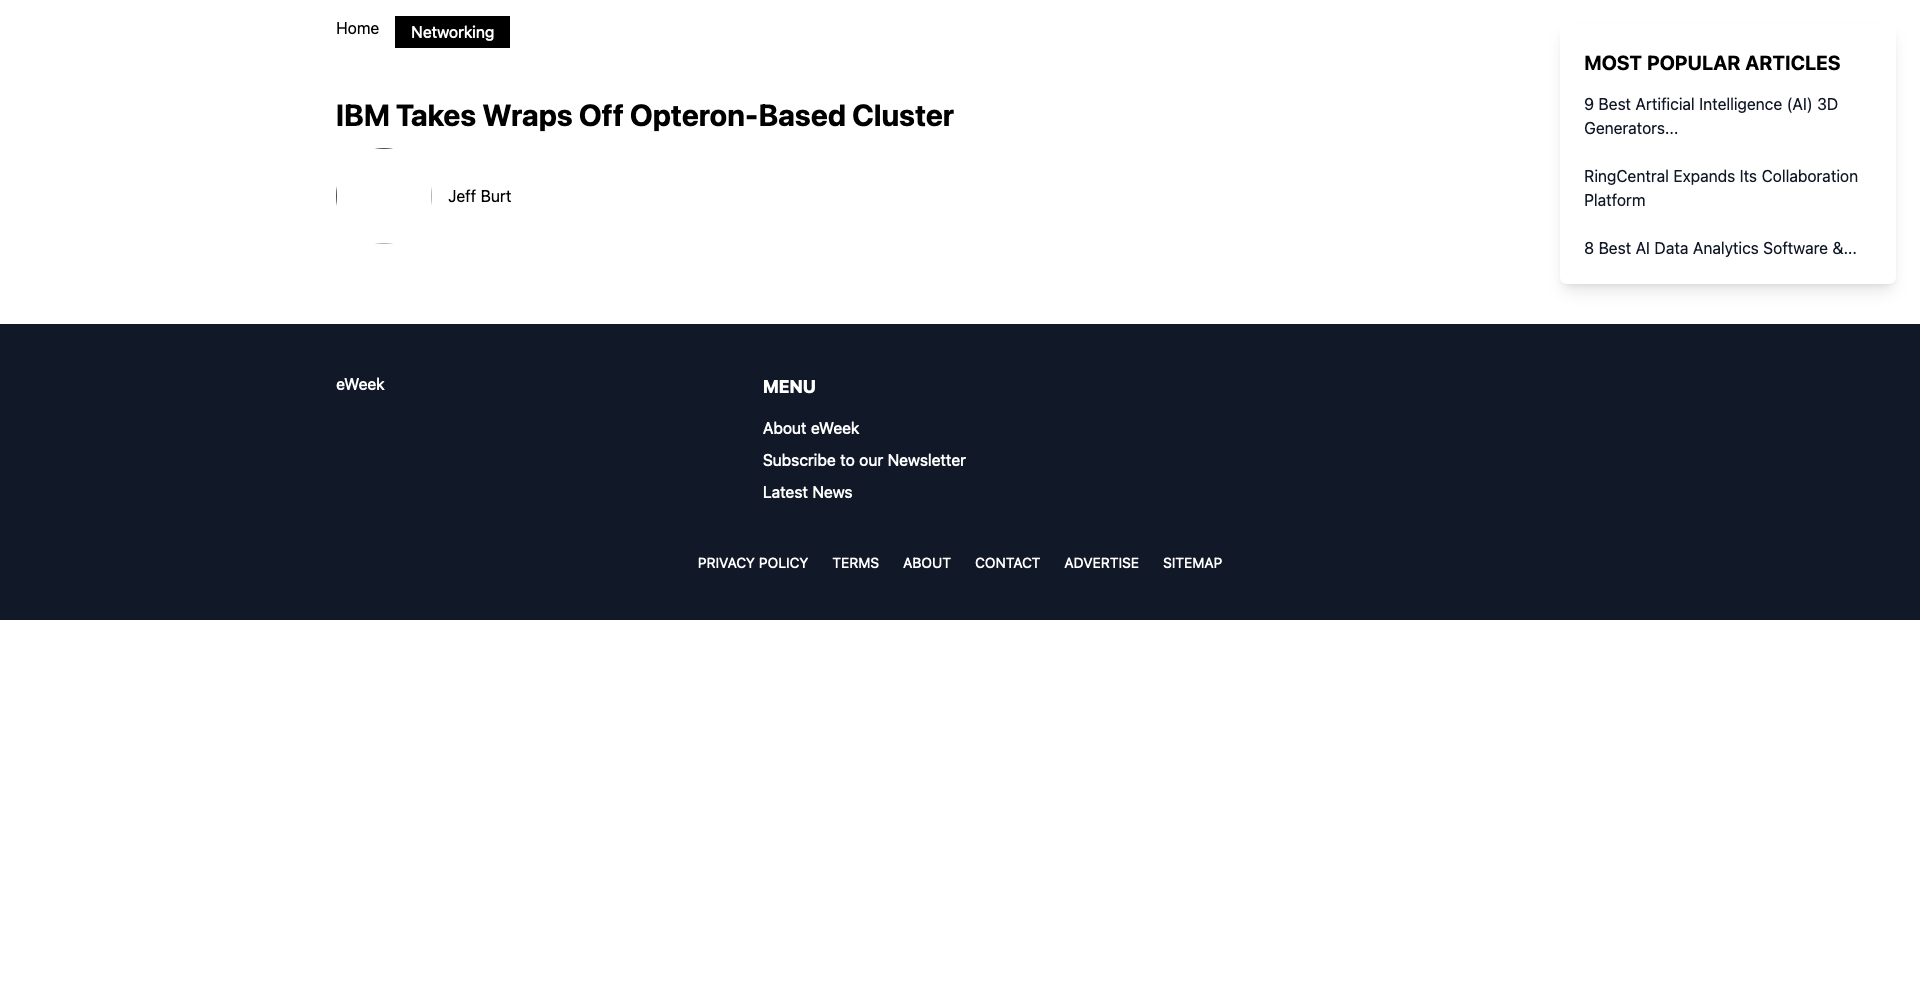 Home
Networking
IBM Takes Wraps Off Opteron-Based Cluster
Jeff Burt
MOST POPULAR ARTICLES
9 Best Artificial Intelligence (AI) 3D
Generators...
RingCentral Expands Its Collaboration
Platform
8 Best AI Data Analytics Software &...
eWeek
MENU
About eWeek
Subscribe to our Newsletter
Latest News
PRIVACY POLICY TERMS ABOUT CONTACT ADVERTISE SITEMAP